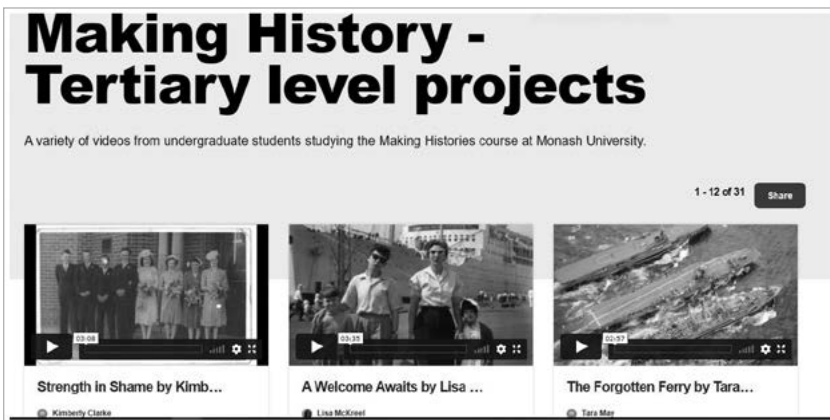 Making History -
Tertiary level projects
A variety of videos from undergraduate students studying the Making Histories course at Monash University.
1 - 12 of 31 Share
03:08 03:35 02:57
Strength in Shame by Kimb... A Welcome Awaits by Lisa ... The Forgotten Ferry by Tara...
Kimberly Clarke Lisa McKreel Tara May